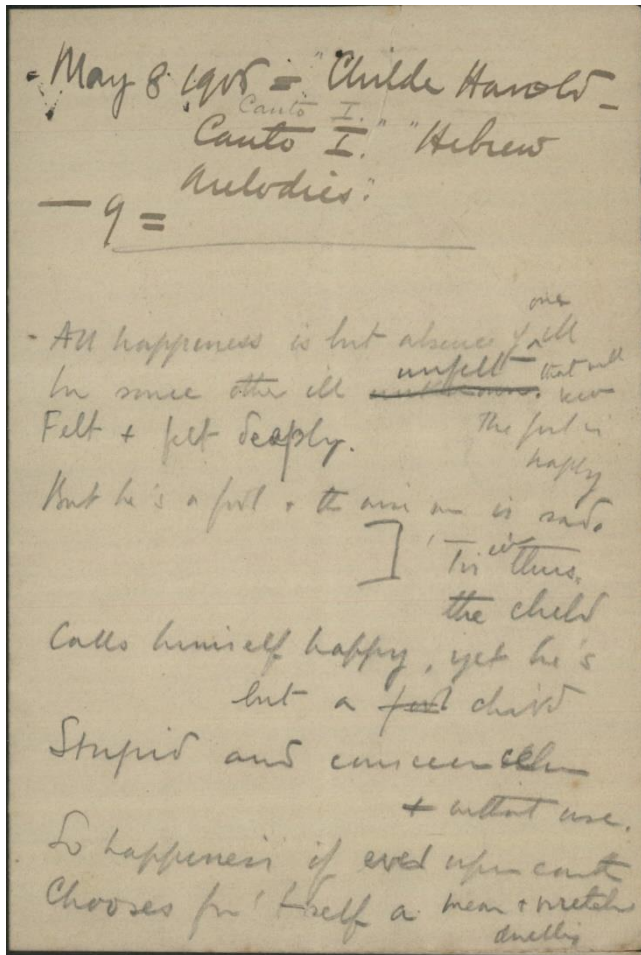 May 8 1905 = "Childe Harold -
Canto I.
Canto I." "Hebrew
Melodies".
— 9 =
All happiness is but absence of ill
one
In some other ill unfelt that will
Felt + felt deeply.
The fool is
happy
But he's a fool + the wise one is sad.
'Tis thus.
the child
Calls himself happy, yet he's
but a fool child
Stupid and
+ without use.
So happiness if ever upon earth
Chooses for itself a mean + wretched
dwelling